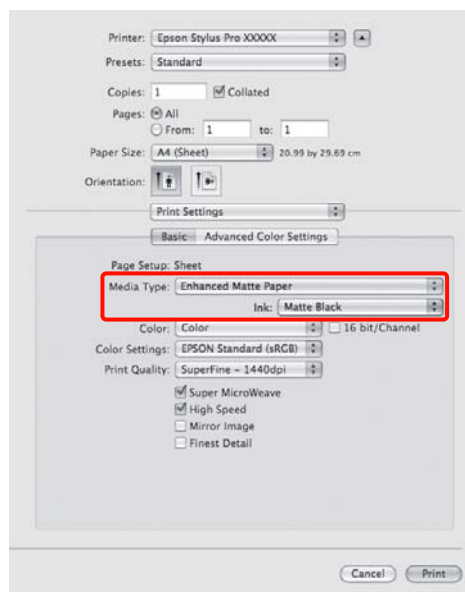 Printer: Epson Stylus Pro XXXXX
Presets: Standard
Copies: 1 Collated
Pages: All
From: 1 to: 1
Paper Size: A4 (Sheet) 20.99 by 29.69 cm
Orientation:
Print Settings
Basic Advanced Color Settings
Page Setup: Sheet
Media Type: Enhanced Matte Paper
Ink: Matte Black
Color: Color 16 bit/Channel
Color Settings: EPSON Standard (sRGB)
Print Quality: SuperFine - 1440dpi
Super MicroWeave
High Speed
Mirror Image
Finest Detail
Cancel Print